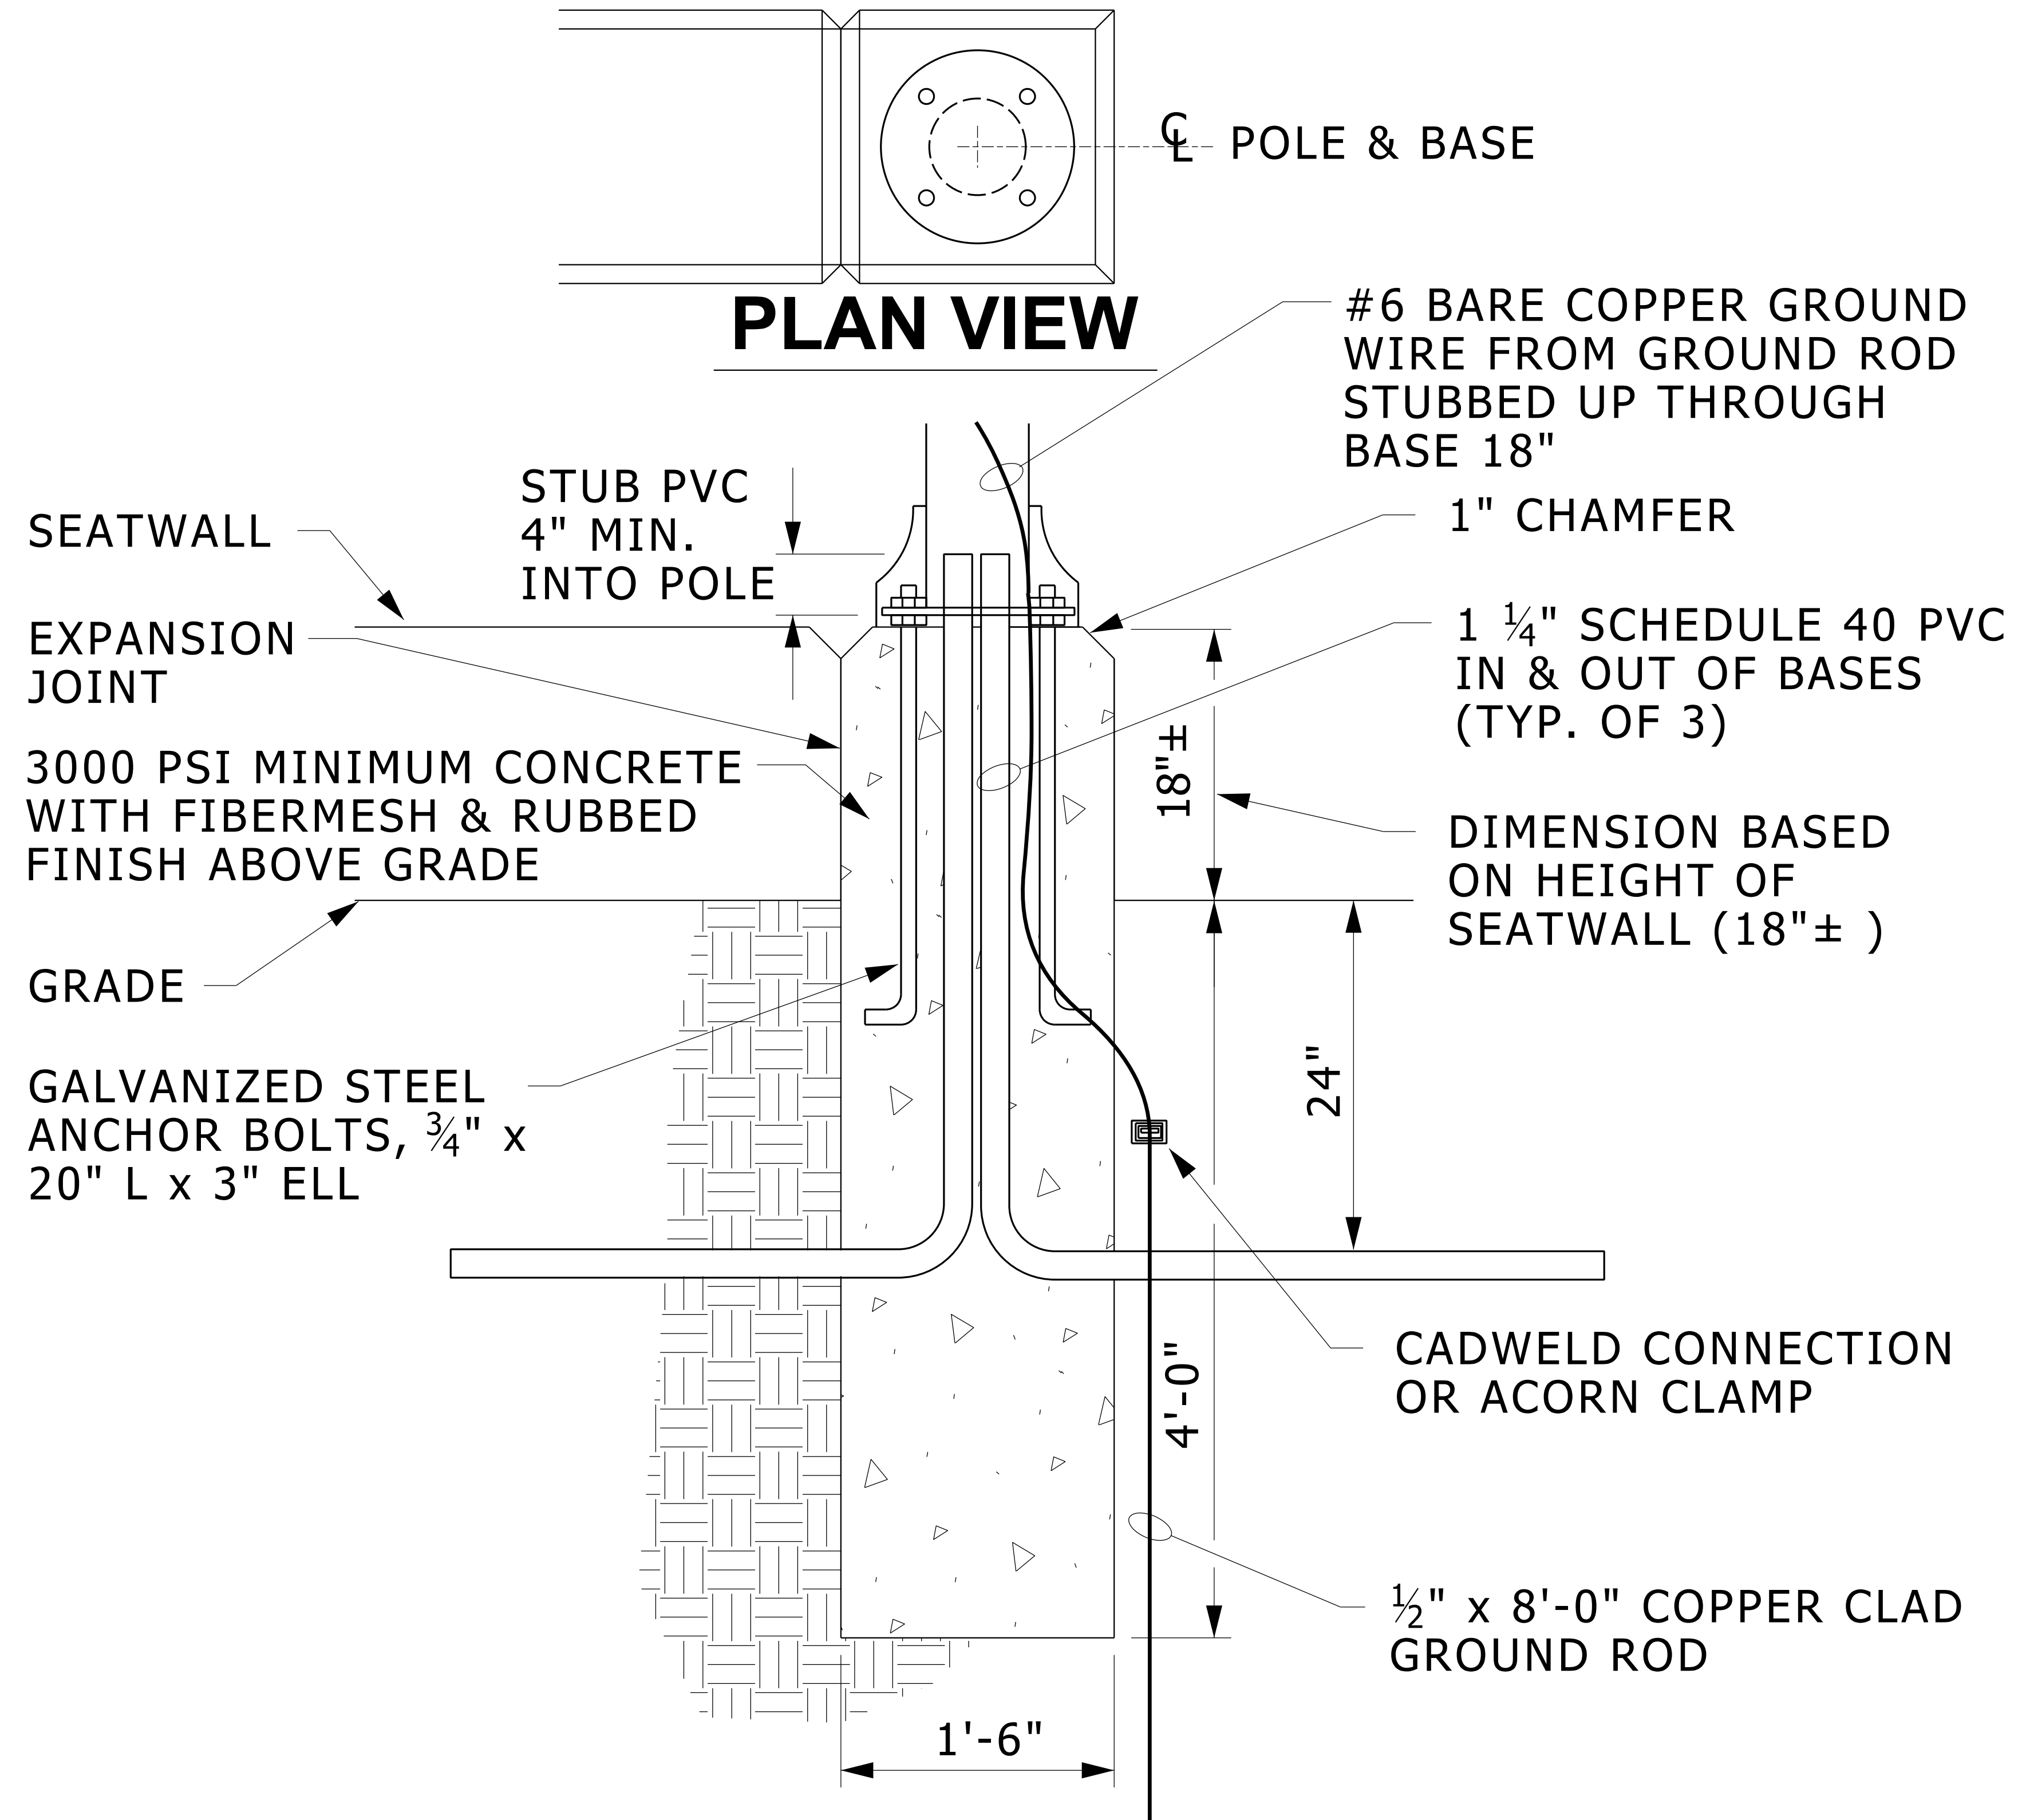 ℄ POLE & BASE
PLAN VIEW
#6 BARE COPPER GROUND
WIRE FROM GROUND ROD
STUBBED UP THROUGH
BASE 18"
STUB PVC
4" MIN.
INTO POLE
SEATWALL
1" CHAMFER
EXPANSION
JOINT
1 ¼" SCHEDULE 40 PVC
IN & OUT OF BASES
(TYP. OF 3)
3000 PSI MINIMUM CONCRETE
WITH FIBERMESH & RUBBED
FINISH ABOVE GRADE
18"±
DIMENSION BASED
ON HEIGHT OF
SEATWALL (18"± )
GRADE
GALVANIZED STEEL
ANCHOR BOLTS, ¾" x
20" L x 3" ELL
24"
4'-0"
CADWELD CONNECTION
OR ACORN CLAMP
½" x 8'-0" COPPER CLAD
GROUND ROD
1'-6"